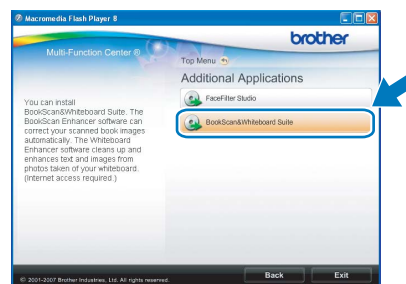 Macromedia Flash Player 8
brother
Multi-Function Center ®
Top Menu
Additional Applications
FaceFilter Studio
BookScan&Whiteboard Suite
You can install
BookScan&Whiteboard Suite. The
BookScan Enhancer software can
correct your scanned book images
automatically. The Whiteboard
Enhancer software cleans up and
enhances text and images from
photos taken of your whiteboard.
(Internet access required.)
© 2001-2007 Brother Industries, Ltd. All rights reserved.
Back
Exit